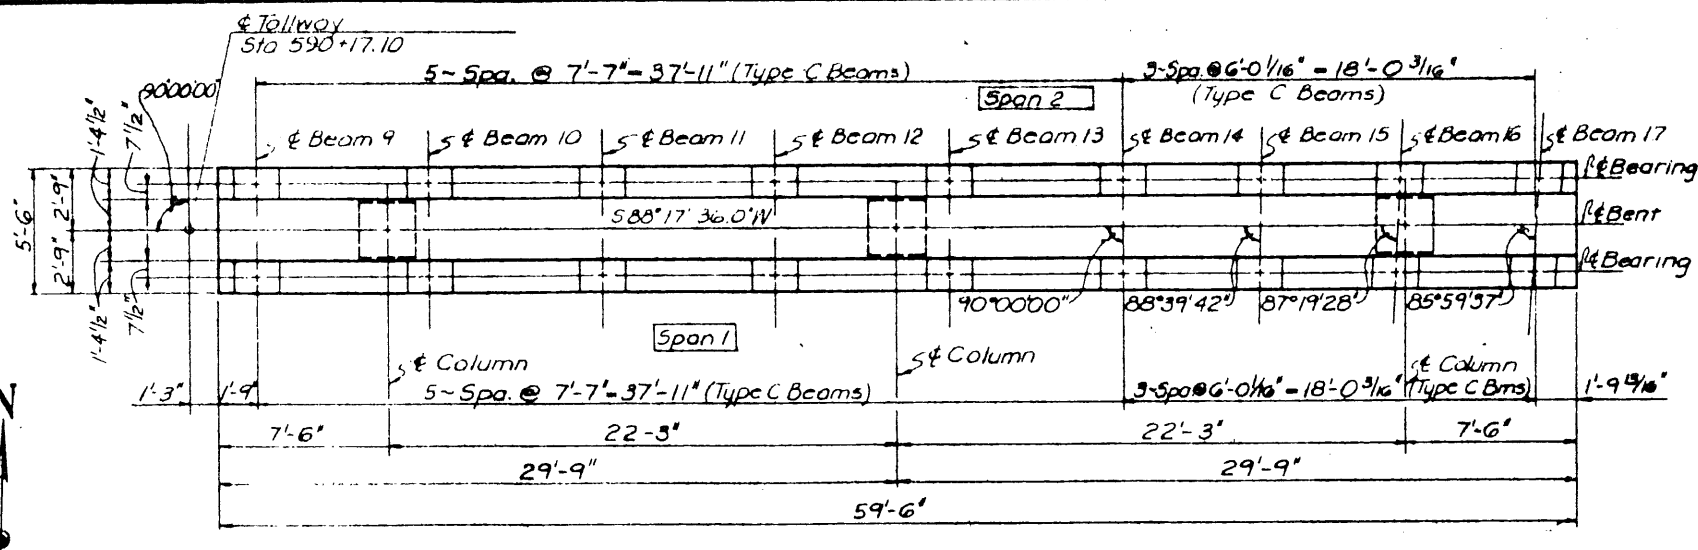 ℄ Tollway
Sta 590+17.10
5~Spa. @ 7'-7"=37'-11" (Type C Beams)
3-Spa @ 6'-0 1/16" = 18'-0 3/16"
(Type C Beams)
90°00'00"
Span 2
1'-4 1/2"
7 1/2"
℄ Beam 9
℄ Beam 10
℄ Beam 11
℄ Beam 12
℄ Beam 13
℄ Beam 14
℄ Beam 15
℄ Beam 16
℄ Beam 17
℄ Bearing
5'-6"
2'-9"
S 88° 17' 36.0" W
℄ Bent
2'-9"
℄ Bearing
1'-4 1/2"
7 1/2"
90°00'00"
88°39'42"
87°19'28"
85°59'37"
Span 1
℄ Column
℄ Column
℄ Column
1'-3"
1'-9"
5~Spa. @ 7'-7"=37'-11" (Type C Beams)
3-Spa @ 6'-0 1/16" = 18'-0 3/16"
(Type C Bms)
1'-9 13/16"
7'-6"
22-3"
22'-3"
7'-6"
29'-9"
29'-9"
59'-6"
N